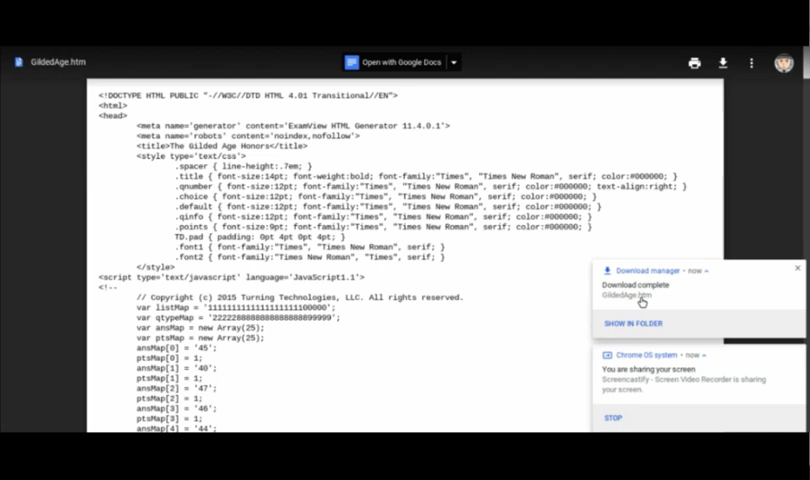 GildedAge.htm
Open with Google Docs
<!DOCTYPE HTML PUBLIC "-//W3C//DTD HTML 4.01 Transitional//EN">
<html>
<head>
<meta name='generator' content='ExamView HTML Generator 11.4.0.1'>
<meta name='robots' content='noindex,nofollow'>
<title>The Gilded Age Honors</title>
<style type='text/css'>
.spacer { line-height:.7em; }
.title { font-size:14pt; font-weight:bold; font-family:"Times", "Times New Roman", serif; color:#000000; }
.qnumber { font-size:12pt; font-family:"Times", "Times New Roman", serif; color:#000000; text-align:right; }
.choice { font-size:12pt; font-family:"Times", "Times New Roman", serif; color:#000000; }
.default { font-size:12pt; font-family:"Times", "Times New Roman", serif; color:#000000; }
.qinfo { font-size:12pt; font-family:"Times", "Times New Roman", serif; color:#000000; }
.points { font-size:9pt; font-family:"Times", "Times New Roman", serif; color:#000000; }
TD.pad { padding: 0pt 4pt 0pt 4pt; }
.font1 { font-family:"Times", "Times New Roman", serif; }
.font2 { font-family:"Times", "Times New Roman", serif; }
</style>
<script type='text/javascript' language='JavaScript1.1'>
<!--
// Copyright (c) 2015 Turning Technologies, LLC. All rights reserved.
var ansMap = new Array(25);
var ptsMap = new Array(25);
ansMap[0] = '45';
ptsMap[0] = 1;
ansMap[1] = '40';
ptsMap[1] = 1;
ansMap[2] = '47';
ptsMap[2] = 1;
ansMap[3] = '46';
ptsMap[3] = 1;
ansMap[4] = '44';
Download manager • now
Download complete
GildedAge.htm
SHOW IN FOLDER
Chrome OS system • now
You are sharing your screen
Screencastify - Screen Video Recorder is sharing
your screen.
STOP